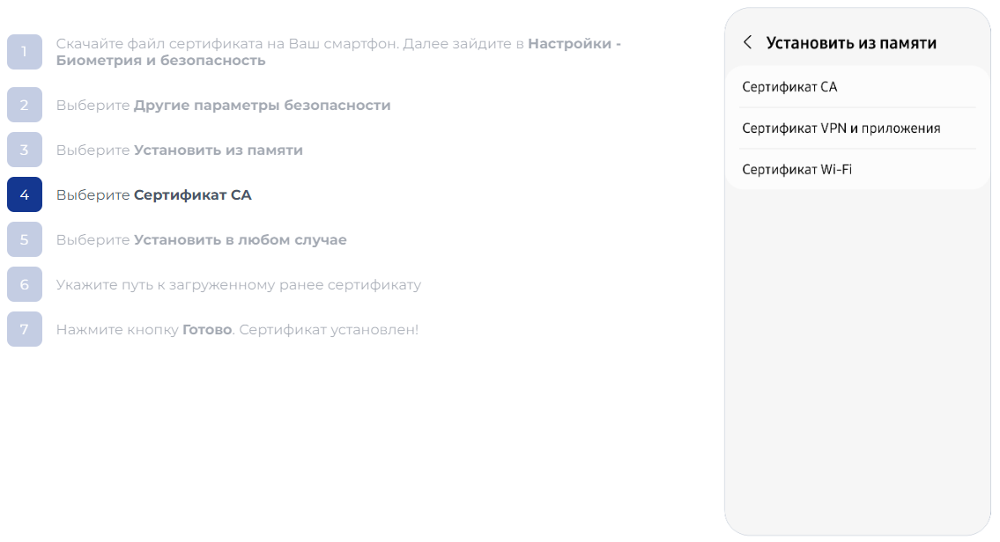 1
Скачайте файл сертификата на Ваш смартфон. Далее зайдите в Настройки -
Биометрия и безопасность
2
Выберите Другие параметры безопасности
3
Выберите Установить из памяти
4
Выберите Сертификат СА
5
Выберите Установить в любом случае
6
Укажите путь к загруженному ранее сертификату
7
Нажмите кнопку Готово. Сертификат установлен!
Установить из памяти
Сертификат СА
Сертификат VPN и приложения
Сертификат Wi-Fi